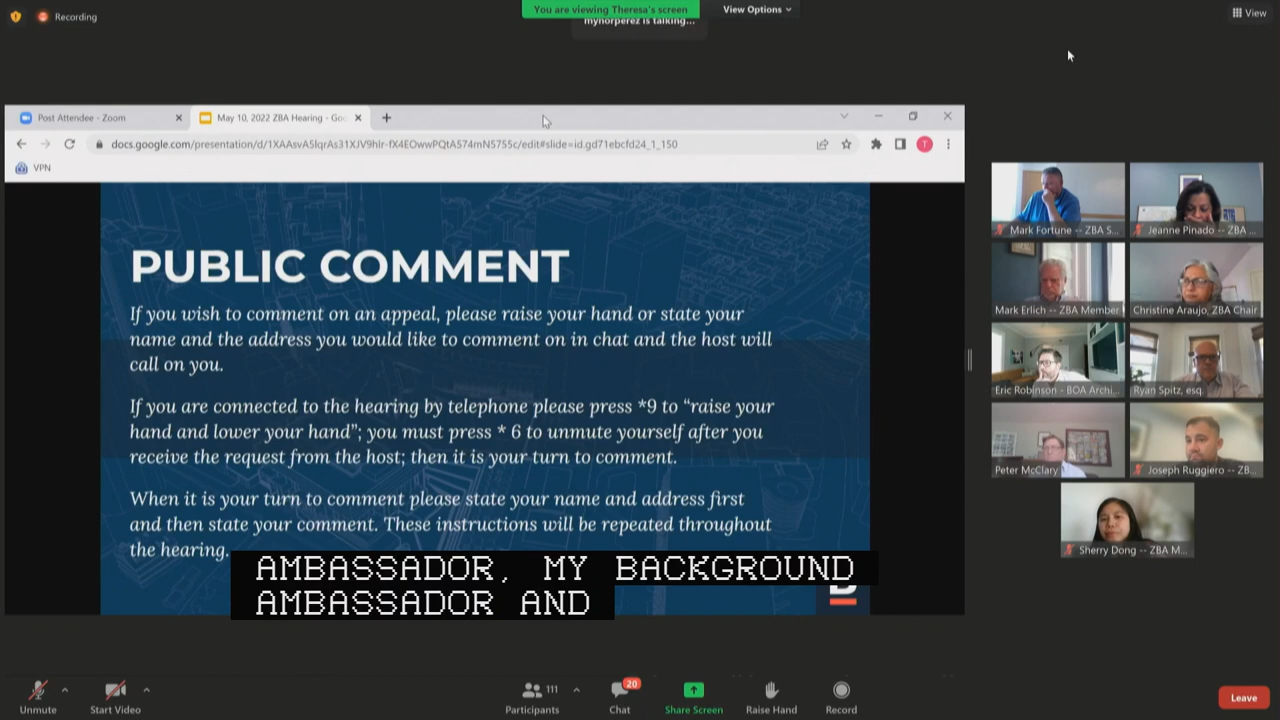 Recording
You are viewing Theresa's screen
View Options
mynorperez is talking...
View
Post Attendee - Zoom
May 10, 2022 ZBA Hearing - Goo
docs.google.com/presentation/d/1XAAsvA5lqrAs31XJV9hlr-fX4EOwwPQtA574mN5755c/edit#slide=id.gd71ebcfd24_1_150
T
VPN
PUBLIC COMMENT
If you wish to comment on an appeal, please raise your hand or state your
name and the address you would like to comment on in chat and the host will
call on you.
If you are connected to the hearing by telephone please press *9 to “raise your
hand and lower your hand”; you must press * 6 to unmute yourself after you
receive the request from the host; then it is your turn to comment.
When it is your turn to comment please state your name and address first
and then state your comment. These instructions will be repeated throughout
the hearing.
AMBASSADOR, MY BACKGROUND
AMBASSADOR AND
Mark Fortune -- ZBA S...
Jeanne Pinado -- ZBA ...
Mark Erlich -- ZBA Member
Christine Araujo, ZBA Chair
Eric Robinson - BOA Archi...
Ryan Spitz, esq.
Peter McClary
Joseph Ruggiero -- ZB...
Sherry Dong -- ZBA M...
Unmute
Start Video
111
Participants
20
Chat
Share Screen
Raise Hand
Record
Leave